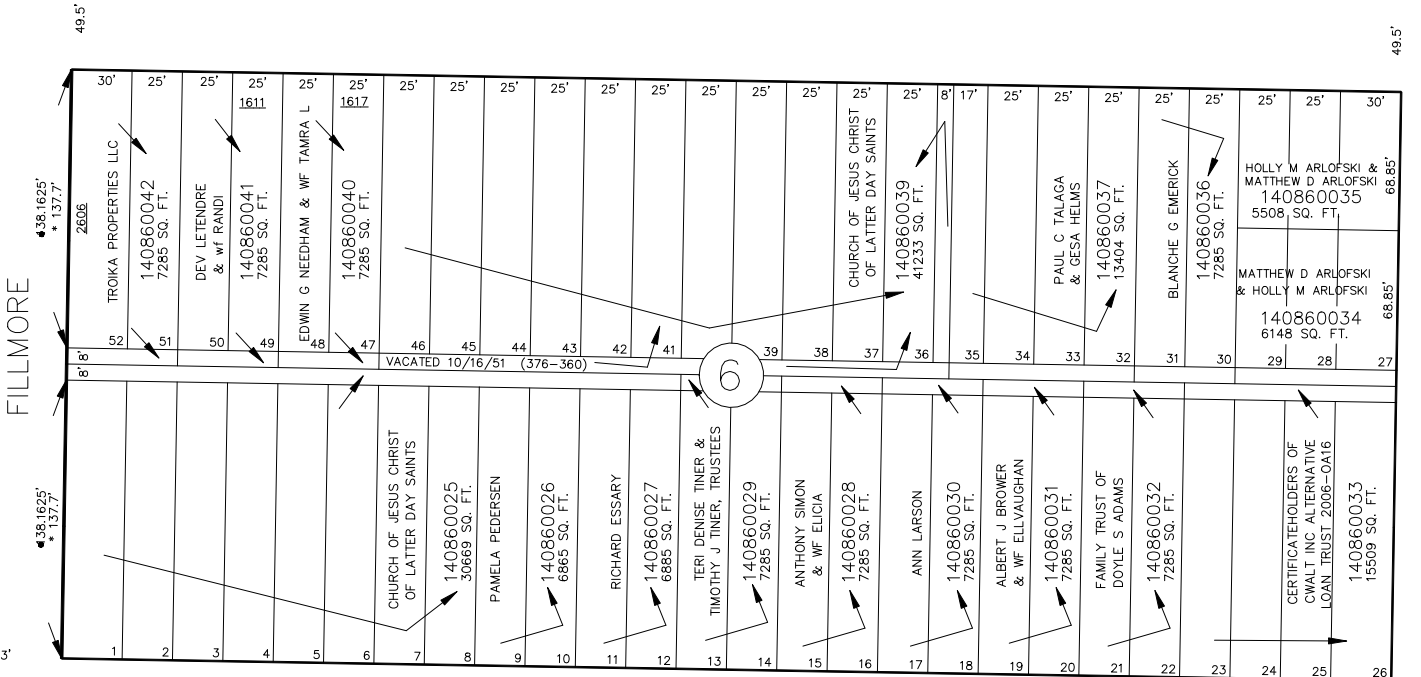 49.5'
49.5'
30' 25' 25' 25' 25' 25' 25' 25' 25' 25' 25' 25' 25' 25' 25' 25' 25' 8' 17' 25' 25' 25' 25' 25' 25' 25' 30'
1611
1617
2606
138.1625'
* 137.7'
TROIKA PROPERTIES LLC
140860042
7285 SQ. FT.
DEV LETENDRE
& wf RANDI
140860041
7285 SQ. FT.
EDWIN G NEEDHAM & WF TAMRA L
140860040
7285 SQ. FT.
CHURCH OF JESUS CHRIST
OF LATTER DAY SAINTS
140860039
41233 SQ. FT.
PAUL C TALAGA
& GESA HELMS
140860037
13404 SQ. FT.
BLANCHE G EMERICK
140860036
7285 SQ. FT.
HOLLY M ARLOFSKI &
MATTHEW D ARLOFSKI
140860035
5508 SQ. FT.
68.85'
MATTHEW D ARLOFSKI
& HOLLY M ARLOFSKI
140860034
6148 SQ. FT.
68.85'
FILLMORE
52 51 50 49 48 47 46 45 44 43 42 41 39 38 37 36 35 34 33 32 31 30 29 28 27
8'
8'
VACATED 10/16/51 (376-360)
6
138.1625'
* 137.7'
CHURCH OF JESUS CHRIST
OF LATTER DAY SAINTS
140860025
30669 SQ. FT.
PAMELA PEDERSEN
140860026
6865 SQ. FT.
RICHARD ESSARY
140860027
6885 SQ. FT.
TERI DENISE TINER &
TIMOTHY J TINER, TRUSTEES
140860029
7285 SQ. FT.
ANTHONY SIMON
& WF ELICIA
140860028
7285 SQ. FT.
ANN LARSON
140860030
7285 SQ. FT.
ALBERT J BROWER
& WF ELLVAUGHAN
140860031
7285 SQ. FT.
FAMILY TRUST OF
DOYLE S ADAMS
140860032
7285 SQ. FT.
CERTIFICATEHOLDERS OF
CWALT INC ALTERNATIVE
LOAN TRUST 2006-OA16
140860033
15509 SQ. FT.
3'
1 2 3 4 5 6 7 8 9 10 11 12 13 14 15 16 17 18 19 20 21 22 23 24 25 26